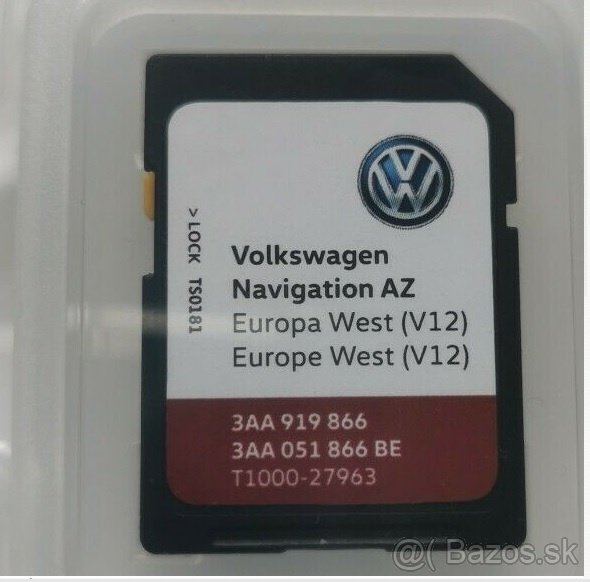 > LOCK TS0181
Volkswagen
Navigation AZ
Europa West (V12)
Europe West (V12)
3AA 919 866
3AA 051 866 BE
T1000-27963
@( Bazos.sk